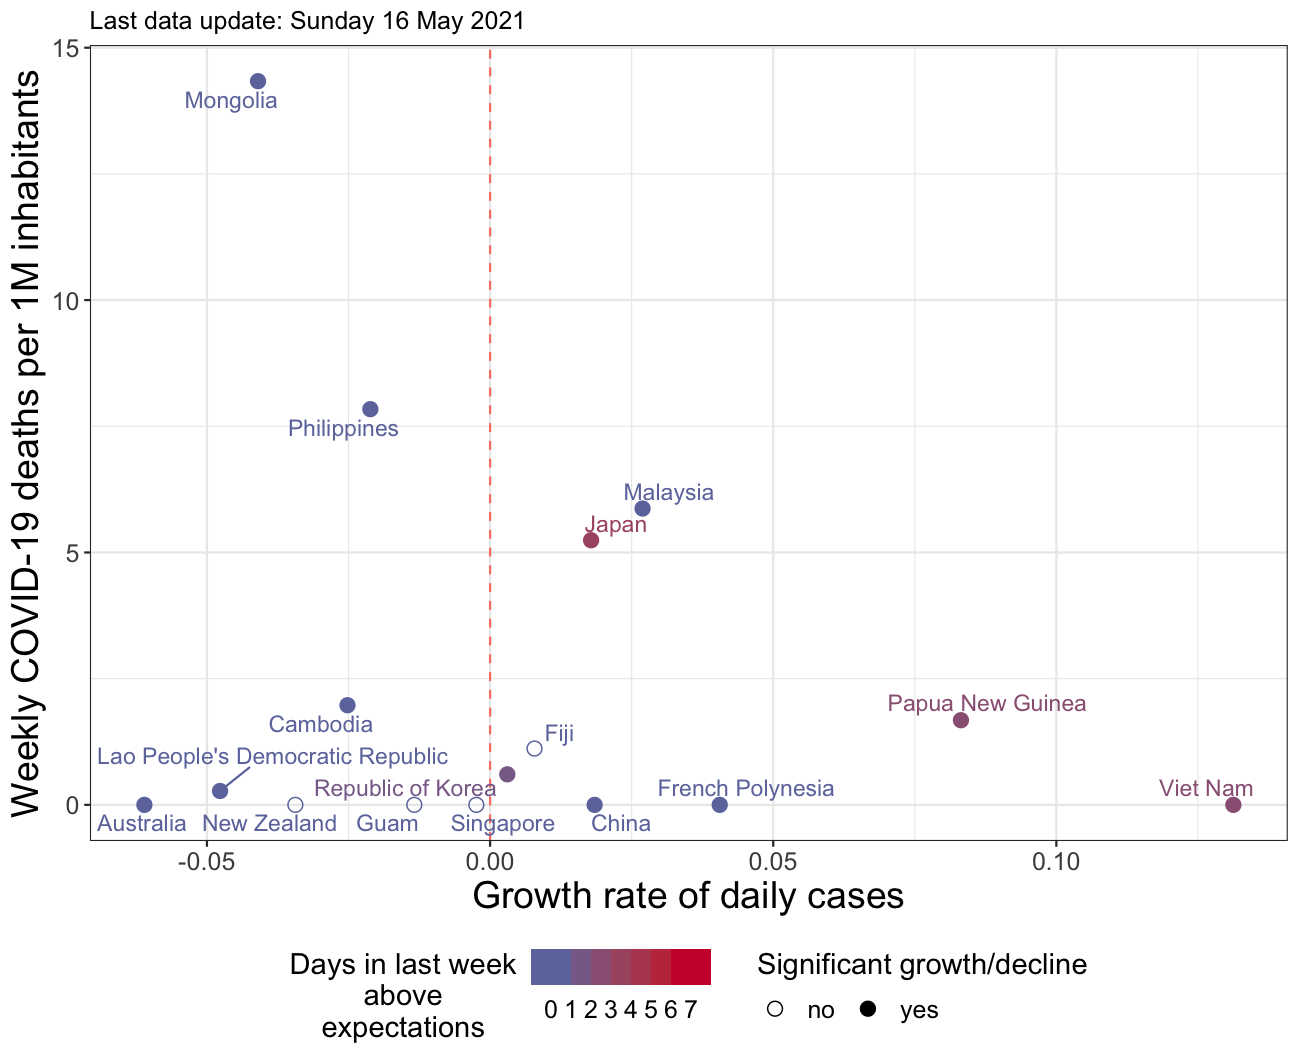 Last data update: Sunday 16 May 2021
Weekly COVID-19 deaths per 1M inhabitants
15
10
5
0
Mongolia
Philippines
Malaysia
Japan
Papua New Guinea
Cambodia
Fiji
Lao People's Democratic Republic
Republic of Korea
French Polynesia
Viet Nam
Australia
New Zealand
Guam
Singapore
China
-0.05 0.00 0.05 0.10
Growth rate of daily cases
Days in last week
above
expectations
0 1 2 3 4 5 6 7
Significant growth/decline
no
yes